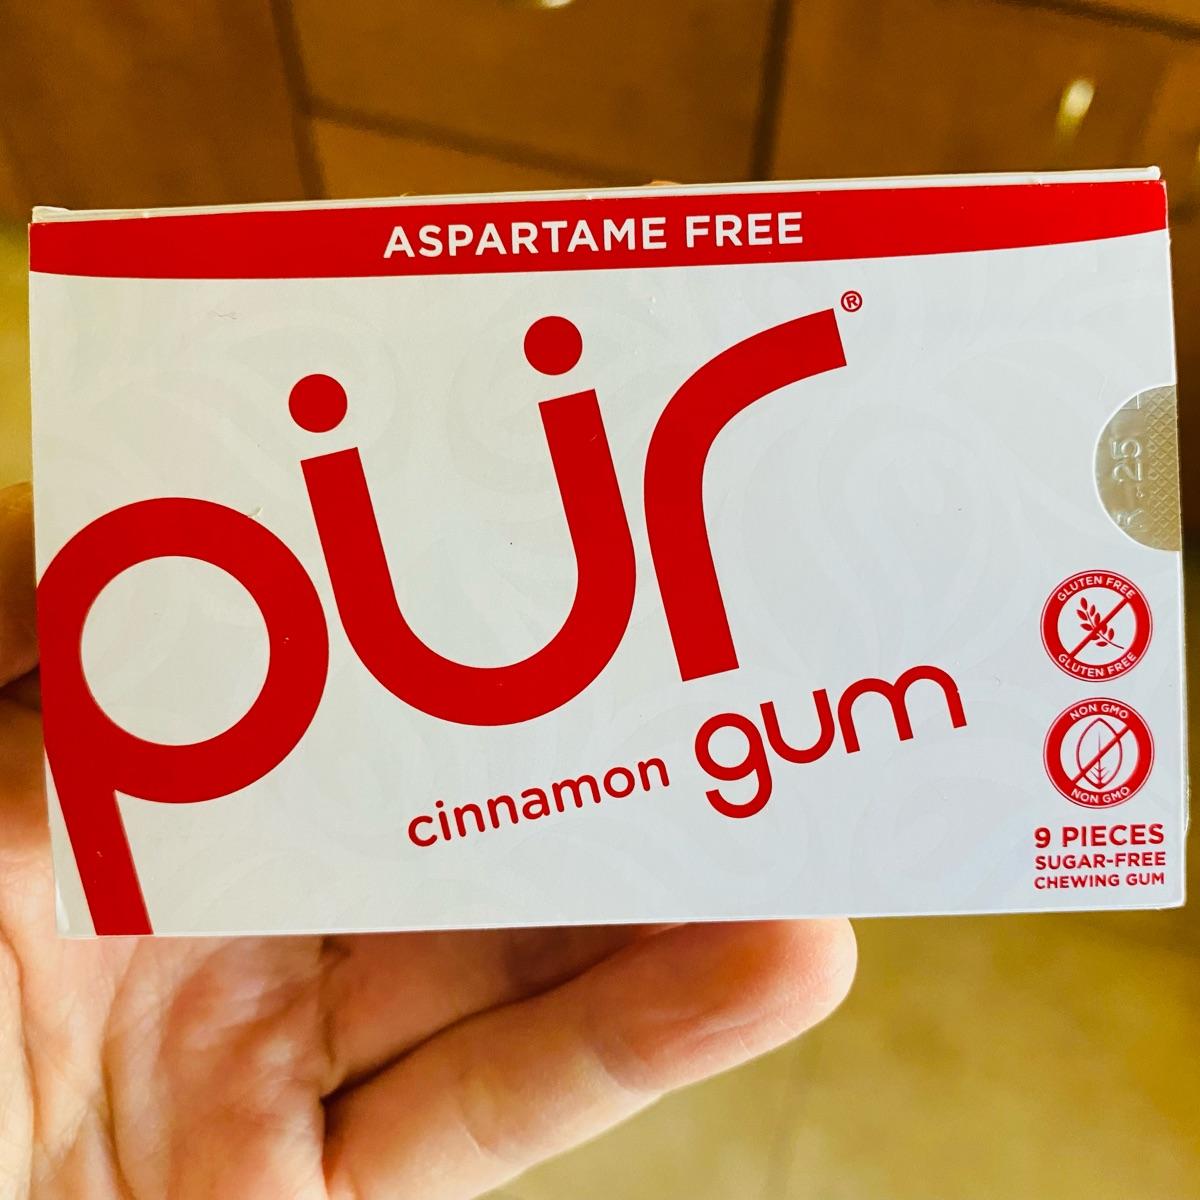 ASPARTAME FREE
pür®
cinnamon gum
.25
GLUTEN FREE
GLUTEN FREE
NON GMO
NON GMO
9 PIECES
SUGAR-FREE
CHEWING GUM